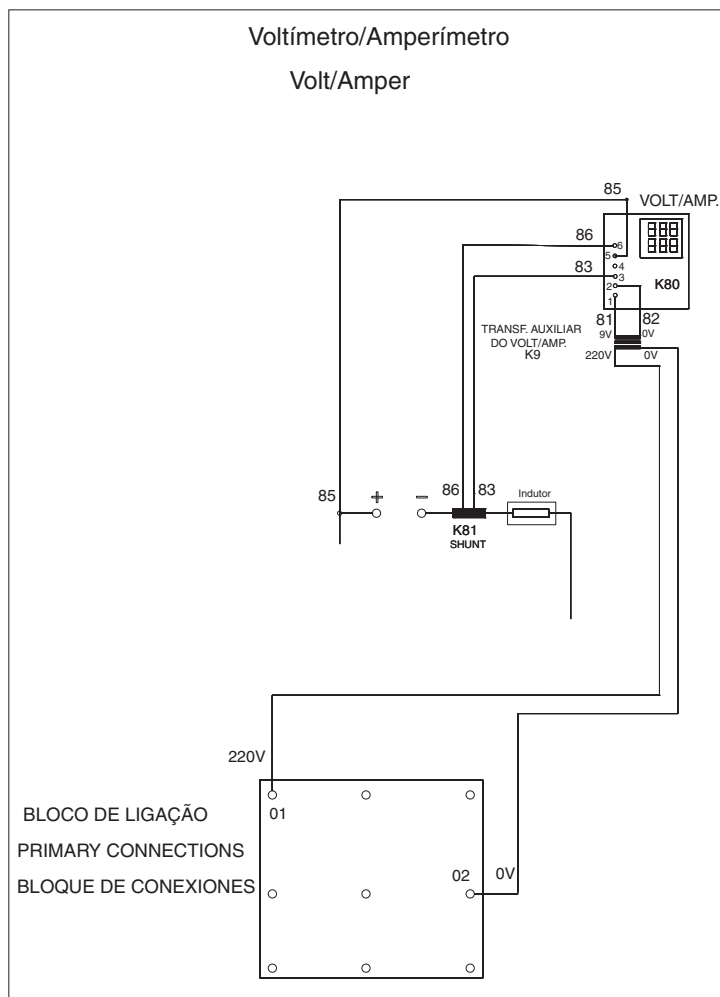 Voltímetro/Amperímetro
Volt/Amper
85
VOLT/AMP.
86
6
5
83
4
3
K80
2
1
81
82
TRANSF. AUXILIAR
DO VOLT/AMP.
K9
9V
0V
220V
0V
85
+
−
86
83
Indutor
K81
SHUNT
220V
01
BLOCO DE LIGAÇÃO
PRIMARY CONNECTIONS
BLOQUE DE CONEXIONES
02
0V